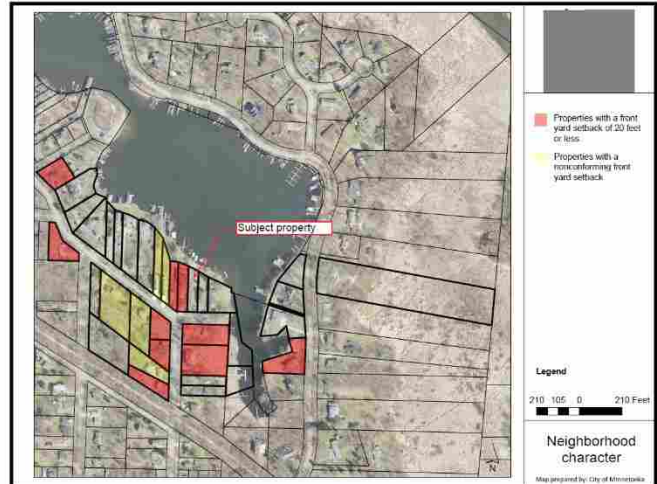 Subject property
Properties with a front
yard setback of 20 feet
or less
Properties with a
nonconforming front
yard setback
Legend
210 105 0 210 Feet
Neighborhood
character
N
Map prepared by: City of Minnetonka